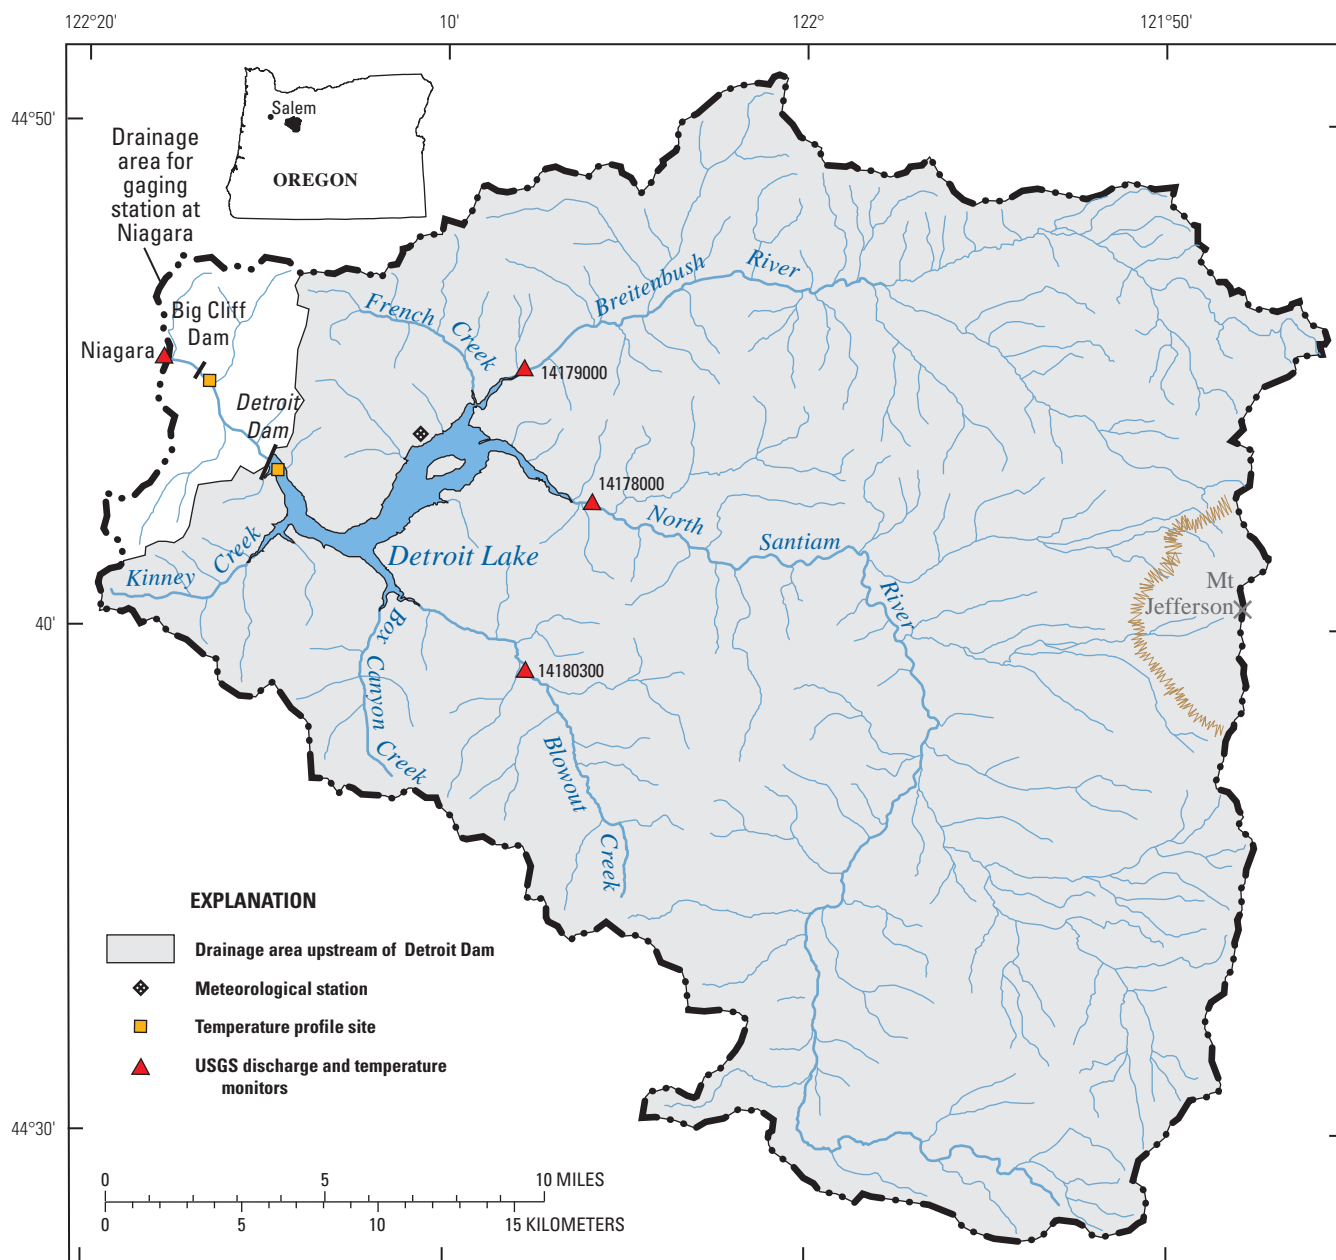 122°20'
10'
122°
121°50'
44°50'
40'
44°30'
Salem
OREGON
Drainage
area for
gaging
station at
Niagara
Big Cliff
Dam
Niagara
Detroit
Dam
French
Creek
Breitenbush
River
14179000
14178000
North
Santiam
River
Detroit Lake
Kinney
Creek
Box
Canyon
Creek
14180300
Blowout
Creek
Mt
Jefferson
EXPLANATION
Drainage area upstream of Detroit Dam
Meteorological station
Temperature profile site
USGS discharge and temperature
monitors
0 5 10 MILES
0 5 10 15 KILOMETERS